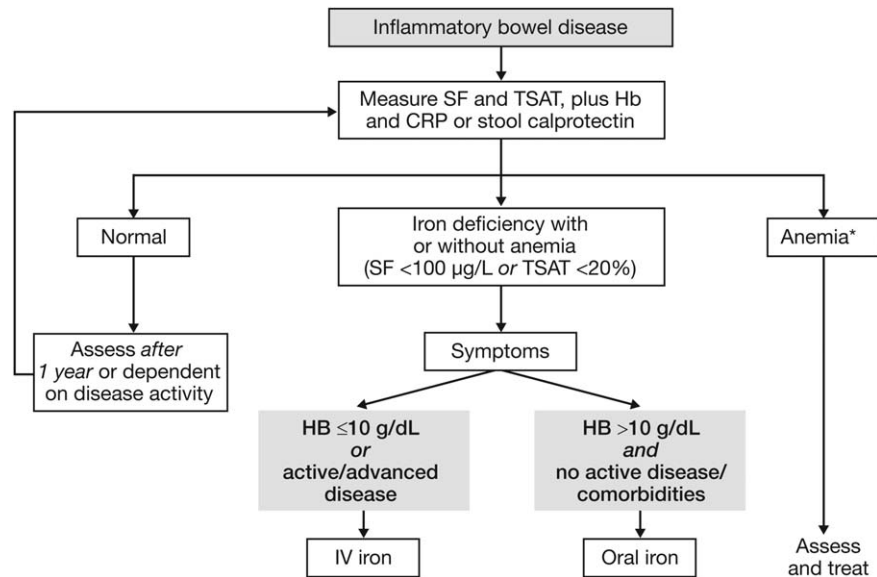 Inflammatory bowel disease
Measure SF and TSAT, plus Hb
and CRP or stool calprotectin
Normal
Iron deficiency with
or without anemia
(SF <100 µg/L or TSAT <20%)
Anemia*
Assess after
1 year or dependent
on disease activity
Symptoms
HB ≤10 g/dL
or
active/advanced
disease
HB >10 g/dL
and
no active disease/
comorbidities
IV iron
Oral iron
Assess
and treat